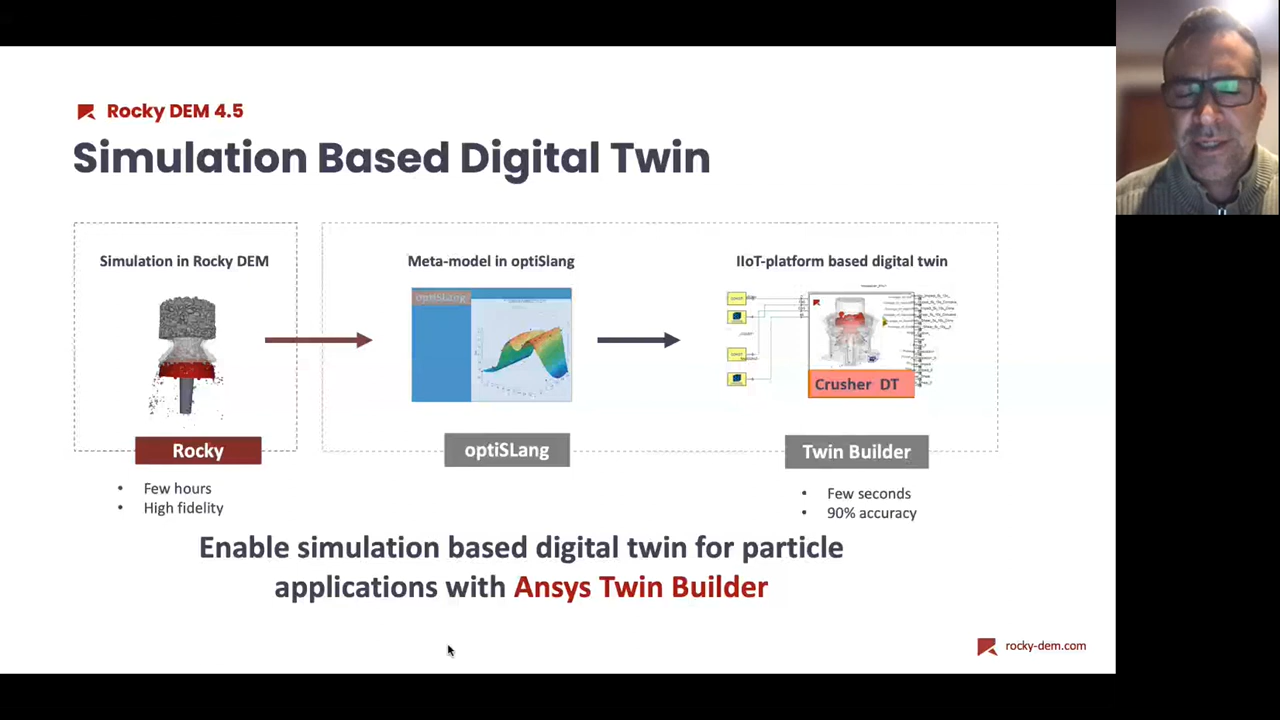 Rocky DEM 4.5
Simulation Based Digital Twin
Simulation in Rocky DEM
Meta-model in optiSlang
IIoT-platform based digital twin
optiSLang
Crusher DT
Rocky
optiSLang
Twin Builder
• Few hours
• High fidelity
• Few seconds
• 90% accuracy
Enable simulation based digital twin for particle
applications with Ansys Twin Builder
rocky-dem.com